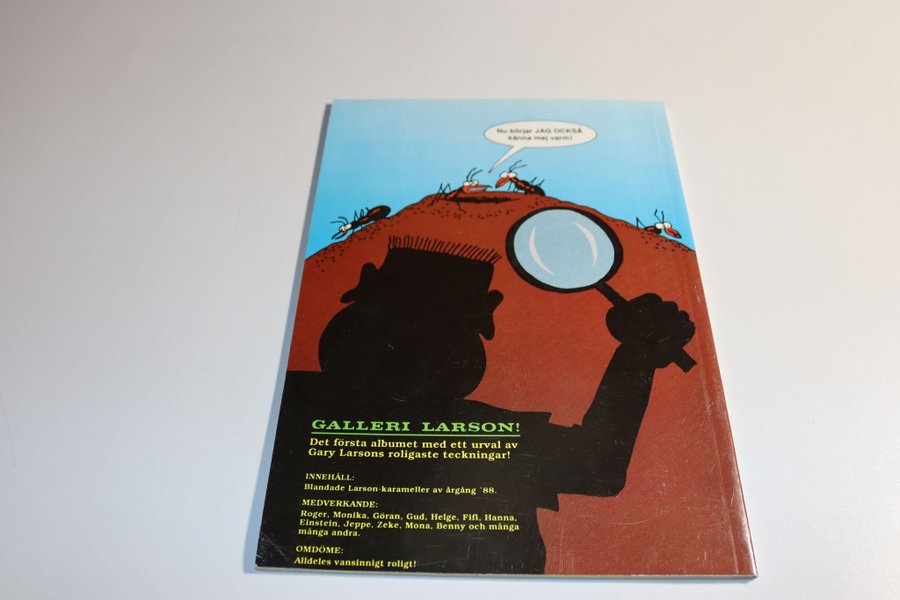 Nu börjar JAG OCKSÅ
känna mej varm!
GALLERI LARSON!
Det första albumet med ett urval av
Gary Larsons roligaste teckningar!
INNEHÅLL:
Blandade Larson-karameller av årgång ´88.
MEDVERKANDE:
Roger, Monika, Göran, Gud, Helge, Fifi, Hanna,
Einstein, Jeppe, Zeke, Mona, Benny och många
många andra.
OMDÖME:
Alldeles vansinnigt roligt!